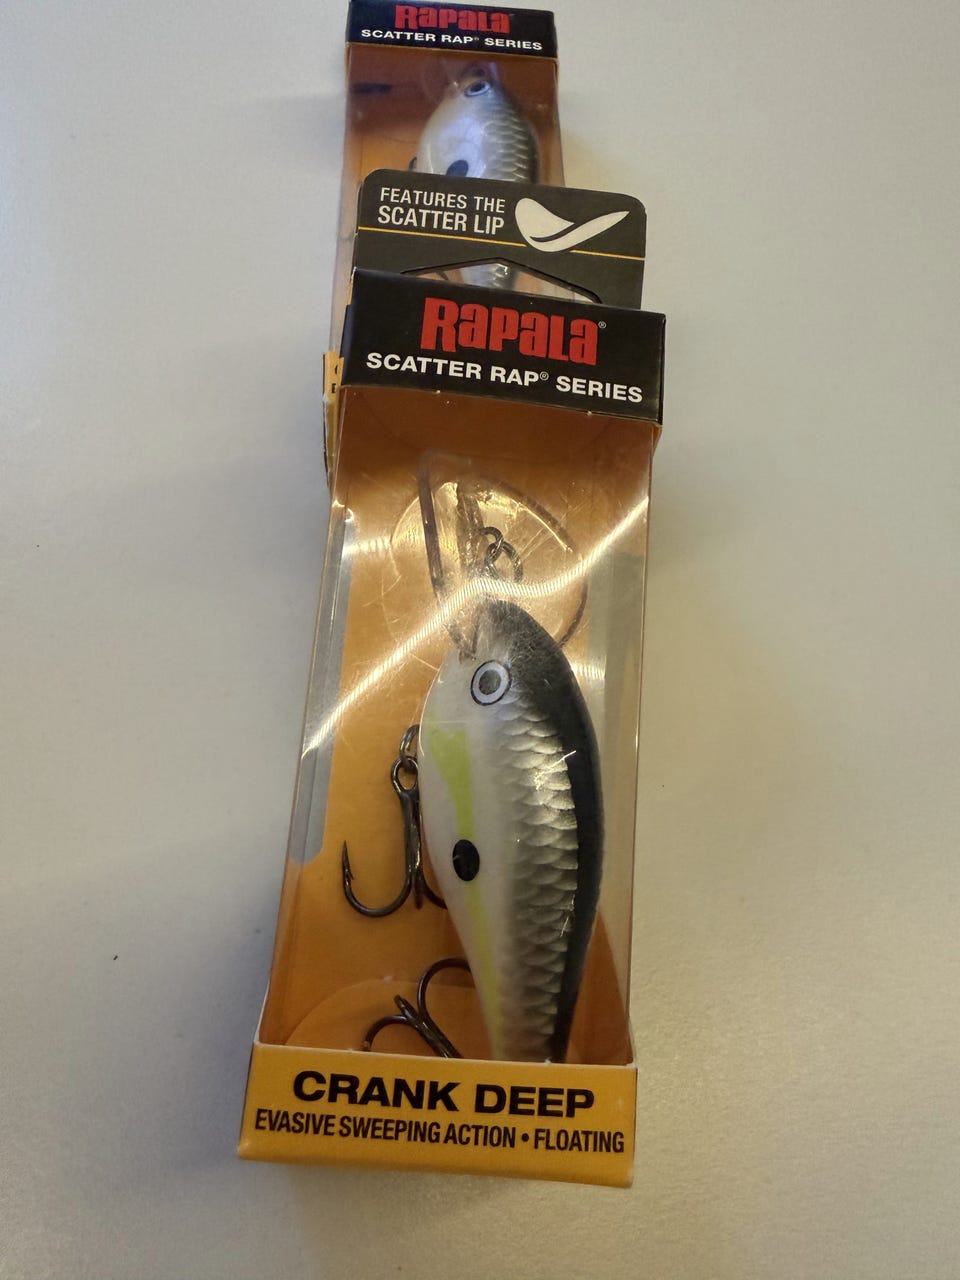 Rapala
SCATTER RAP® SERIES
FEATURES THE
SCATTER LIP
Rapala®
SCATTER RAP® SERIES
CRANK DEEP
EVASIVE SWEEPING ACTION • FLOATING